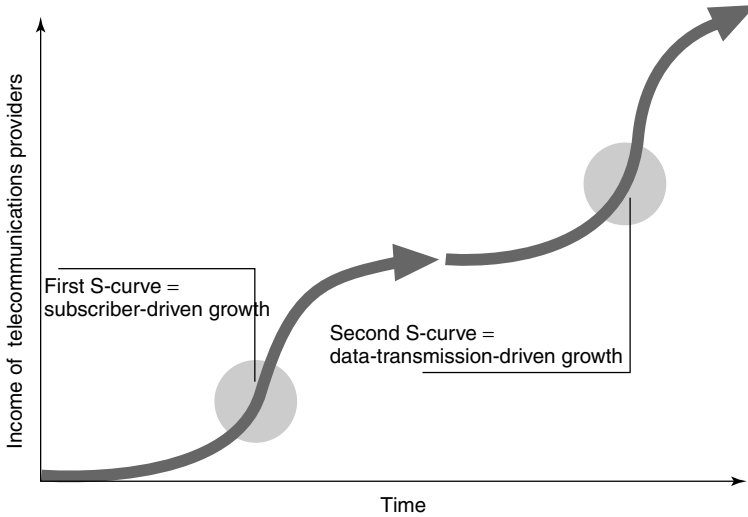 Income of telecommunications providers
First S-curve =
subscriber-driven growth
Second S-curve =
data-transmission-driven growth
Time